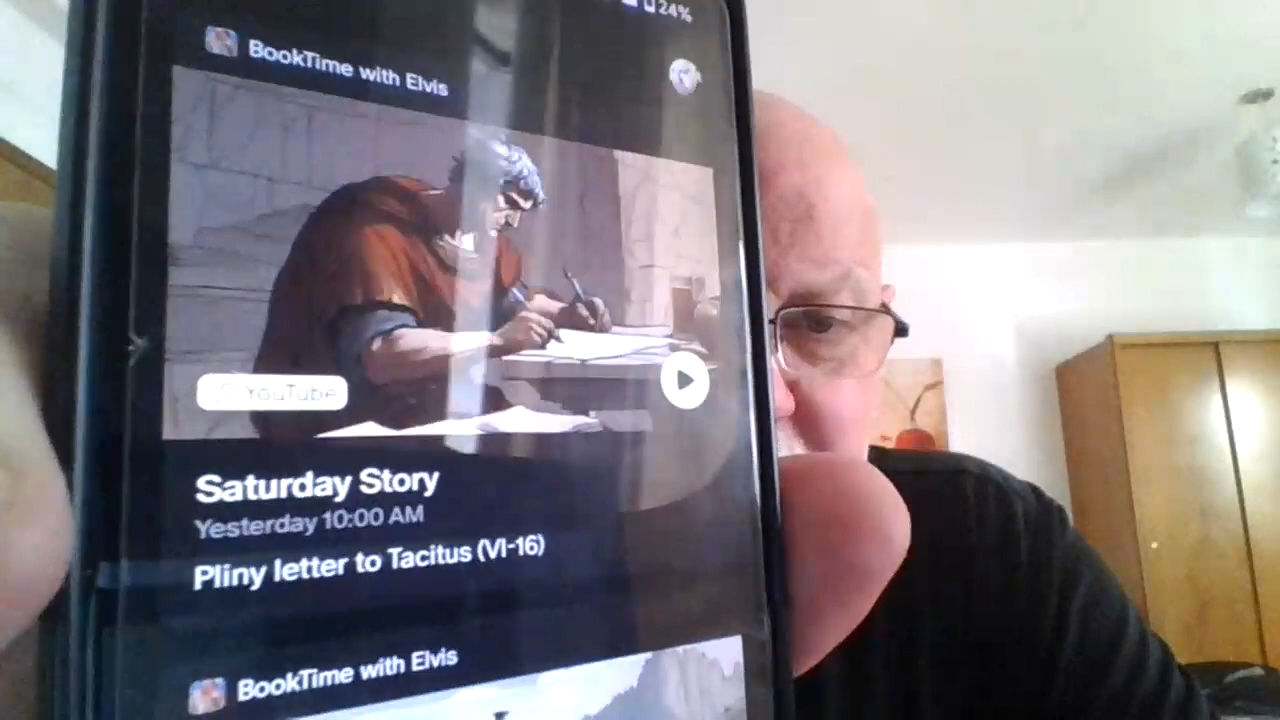 24%
BookTime with Elvis
YouTube
Saturday Story
Yesterday 10:00 AM
Pliny letter to Tacitus (VI-16)
BookTime with Elvis